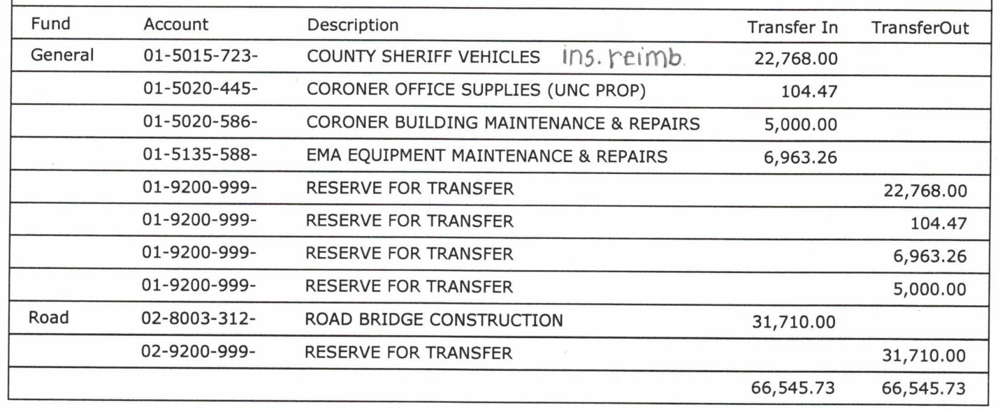 Fund Account Description Transfer In TransferOut
General 01-5015-723- COUNTY SHERIFF VEHICLES ins. reimb. 22,768.00
01-5020-445- CORONER OFFICE SUPPLIES (UNC PROP) 104.47
01-5020-586- CORONER BUILDING MAINTENANCE & REPAIRS 5,000.00
01-5135-588- EMA EQUIPMENT MAINTENANCE & REPAIRS 6,963.26
01-9200-999- RESERVE FOR TRANSFER 22,768.00
01-9200-999- RESERVE FOR TRANSFER 104.47
01-9200-999- RESERVE FOR TRANSFER 6,963.26
01-9200-999- RESERVE FOR TRANSFER 5,000.00
Road 02-8003-312- ROAD BRIDGE CONSTRUCTION 31,710.00
02-9200-999- RESERVE FOR TRANSFER 31,710.00
66,545.73 66,545.73